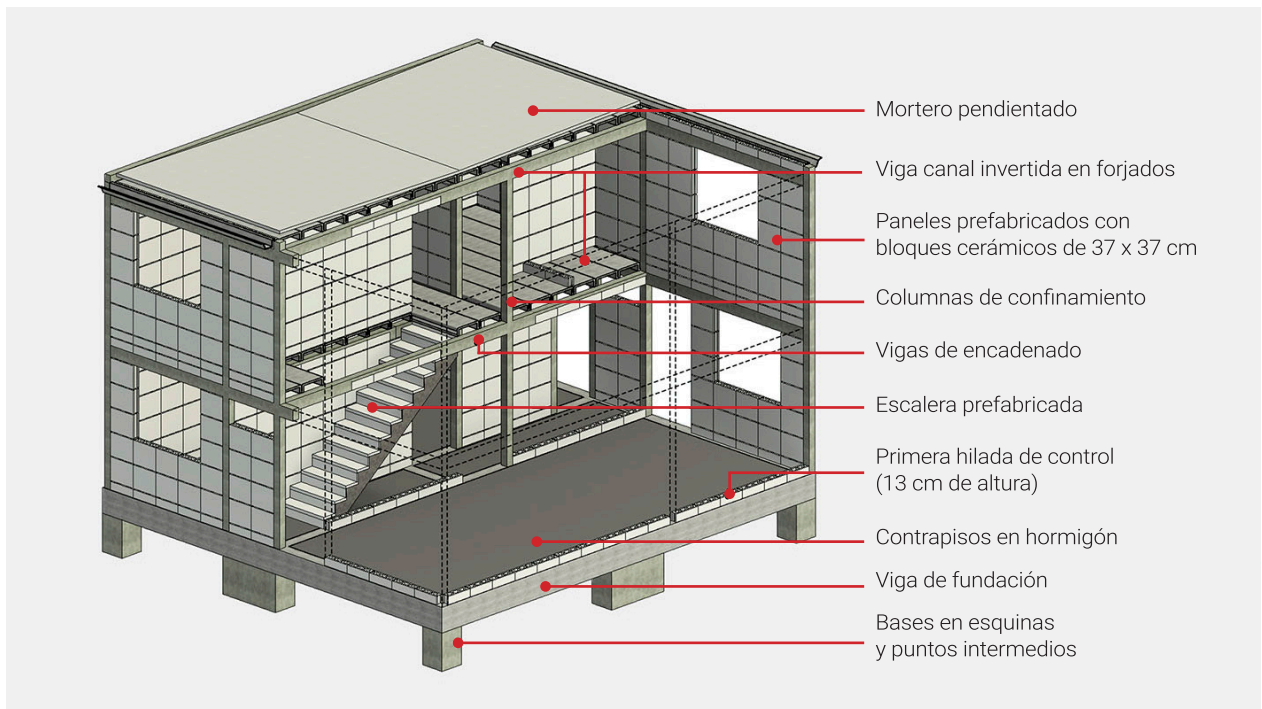 Mortero pendientado
Viga canal invertida en forjados
Paneles prefabricados con
bloques cerámicos de 37 x 37 cm
Columnas de confinamiento
Vigas de encadenado
Escalera prefabricada
Primera hilada de control
(13 cm de altura)
Contrapisos en hormigón
Viga de fundación
Bases en esquinas
y puntos intermedios